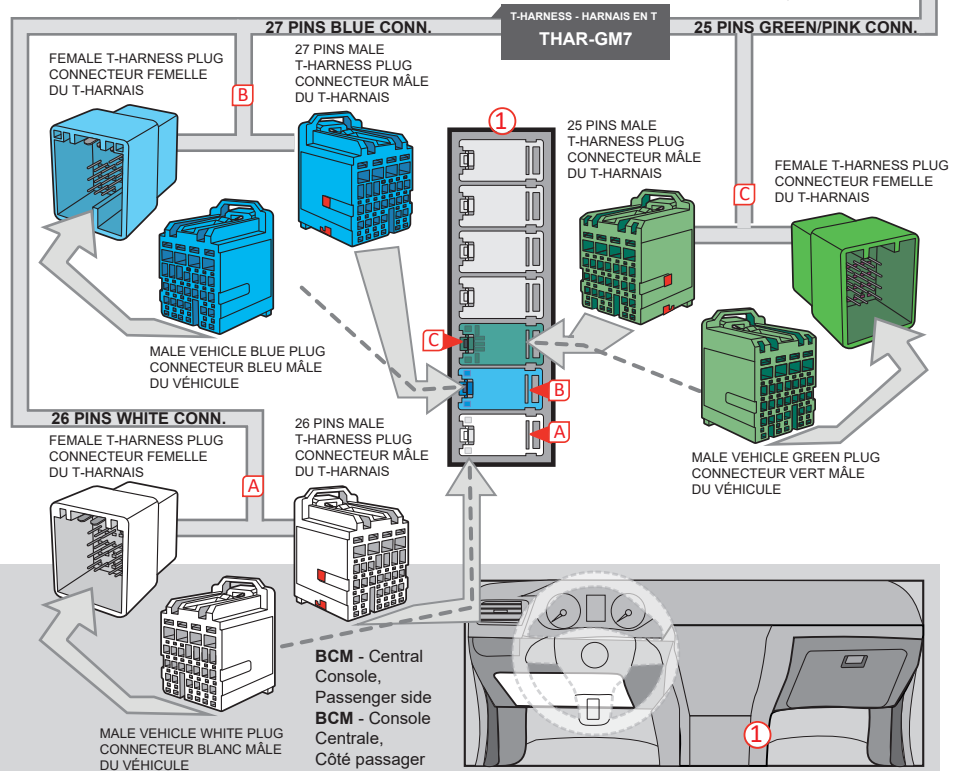 T-HARNESS - HARNAIS EN T
THAR-GM7
27 PINS BLUE CONN.
25 PINS GREEN/PINK CONN.
FEMALE T-HARNESS PLUG
CONNECTEUR FEMELLE
DU T-HARNAIS
B
27 PINS MALE
T-HARNESS PLUG
CONNECTEUR MÂLE
DU T-HARNAIS
1
25 PINS MALE
T-HARNESS PLUG
CONNECTEUR MÂLE
DU T-HARNAIS
C
FEMALE T-HARNESS PLUG
CONNECTEUR FEMELLE
DU T-HARNAIS
MALE VEHICLE BLUE PLUG
CONNECTEUR BLEU MÂLE
DU VÉHICULE
C
B
A
MALE VEHICLE GREEN PLUG
CONNECTEUR VERT MÂLE
DU VÉHICULE
26 PINS WHITE CONN.
FEMALE T-HARNESS PLUG
CONNECTEUR FEMELLE
DU T-HARNAIS
A
26 PINS MALE
T-HARNESS PLUG
CONNECTEUR MÂLE
DU T-HARNAIS
MALE VEHICLE WHITE PLUG
CONNECTEUR BLANC MÂLE
DU VÉHICULE
BCM - Central
Console,
Passenger side
BCM - Console
Centrale,
Côté passager
1